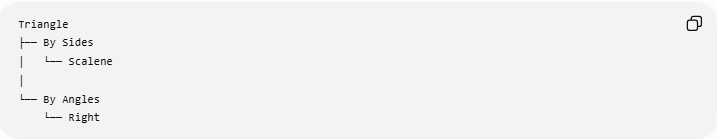 Triangle
├── By Sides
│   └── Scalene
│
└── By Angles
    └── Right